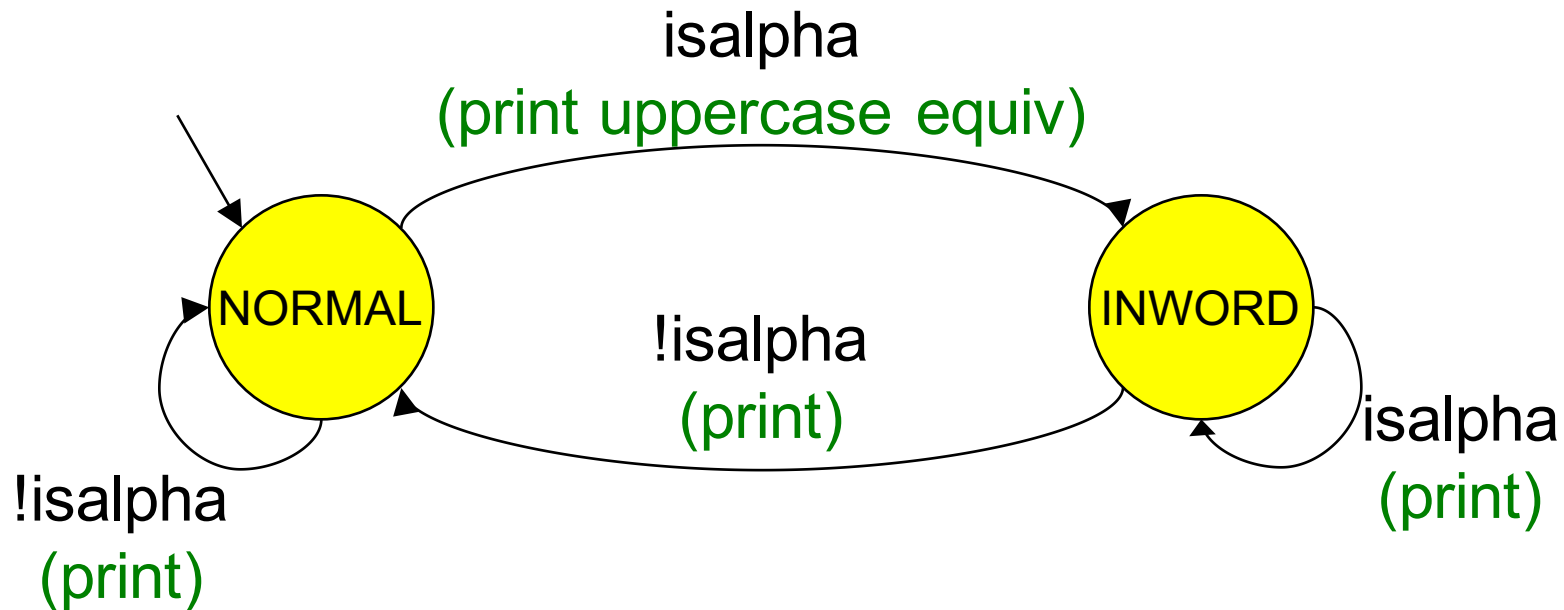 isalpha
(print uppercase equiv)
NORMAL
INWORD
!isalpha
(print)
isalpha
(print)
!isalpha
(print)